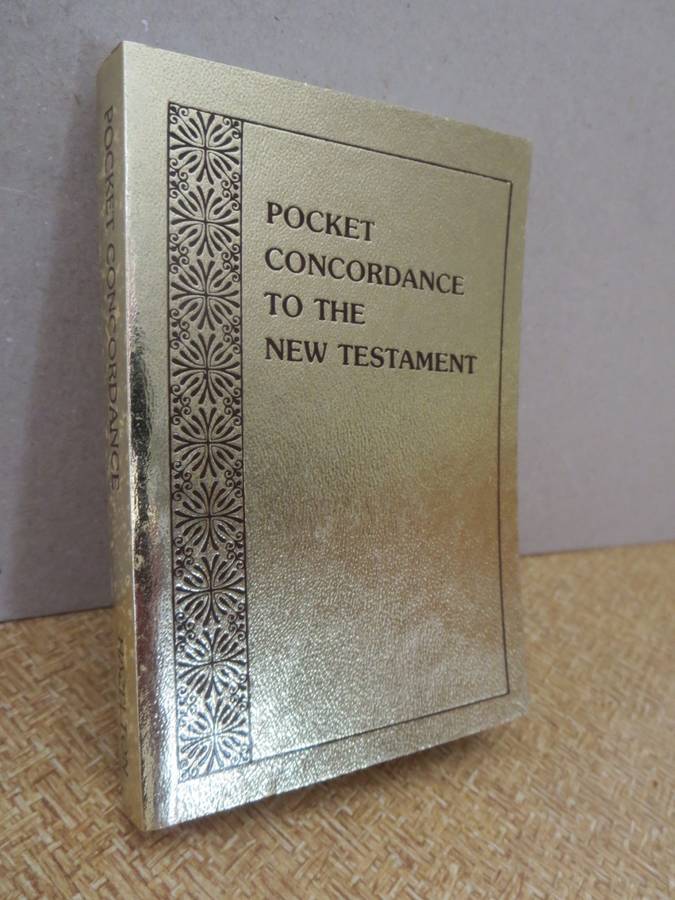 POCKET
CONCORDANCE
TO THE
NEW TESTAMENT
POCKET CONCORDANCE